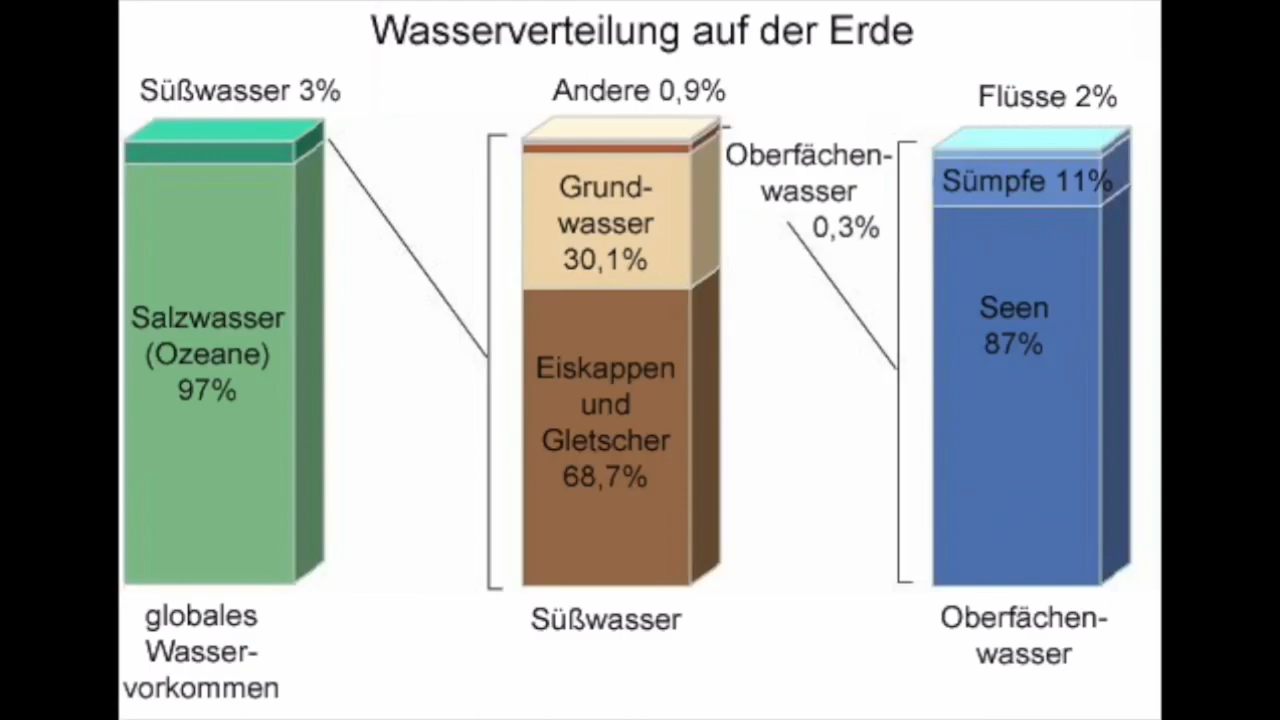 Wasserverteilung auf der Erde
Süßwasser 3%
Salzwasser
(Ozeane)
97%
globales
Wasser-
vorkommen
Andere 0,9%
Grund-
wasser
30,1%
Eiskappen
und
Gletscher
68,7%
Süßwasser
Oberfächen-
wasser
0,3%
Flüsse 2%
Sümpfe 11%
Seen
87%
Oberfächen-
wasser